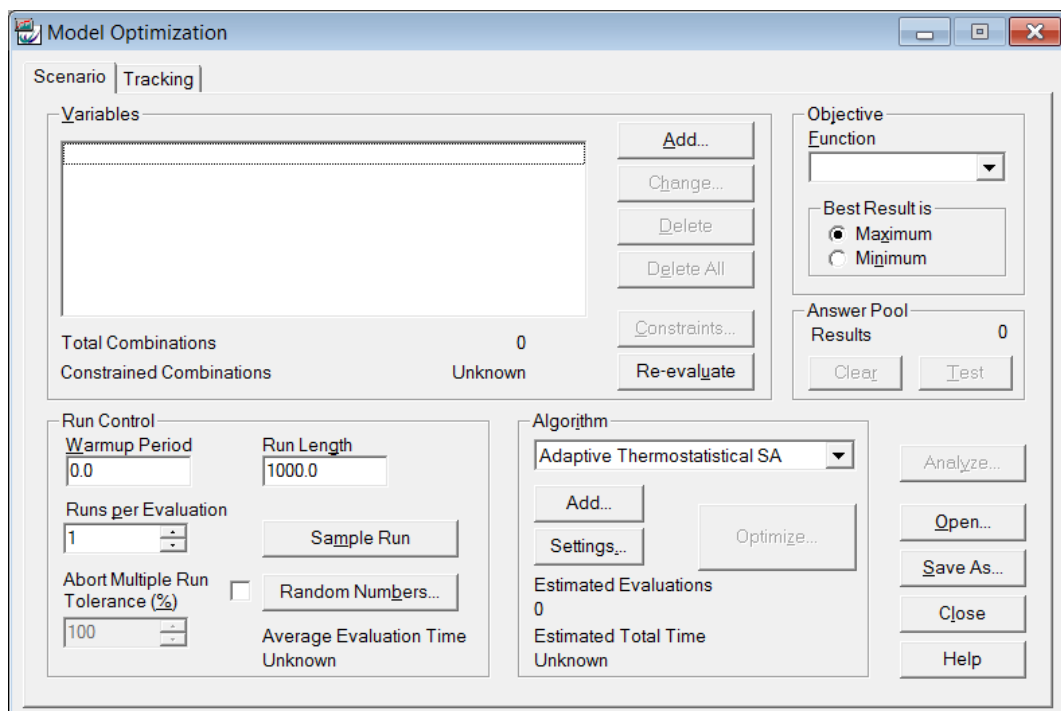 Model Optimization
Scenario
Tracking
Variables
Add...
Change...
Delete
Delete All
Constraints...
Total Combinations 0
Constrained Combinations Unknown
Re-evaluate
Objective
Function
Best Result is
Maximum
Minimum
Answer Pool
Results 0
Clear
Test
Run Control
Warmup Period
0.0
Run Length
1000.0
Runs per Evaluation
1
Sample Run
Abort Multiple Run
Tolerance (%)
100
Random Numbers...
Average Evaluation Time
Unknown
Algorithm
Adaptive Thermostatistical SA
Add...
Settings...
Optimize...
Estimated Evaluations
0
Estimated Total Time
Unknown
Analyze...
Open...
Save As...
Close
Help